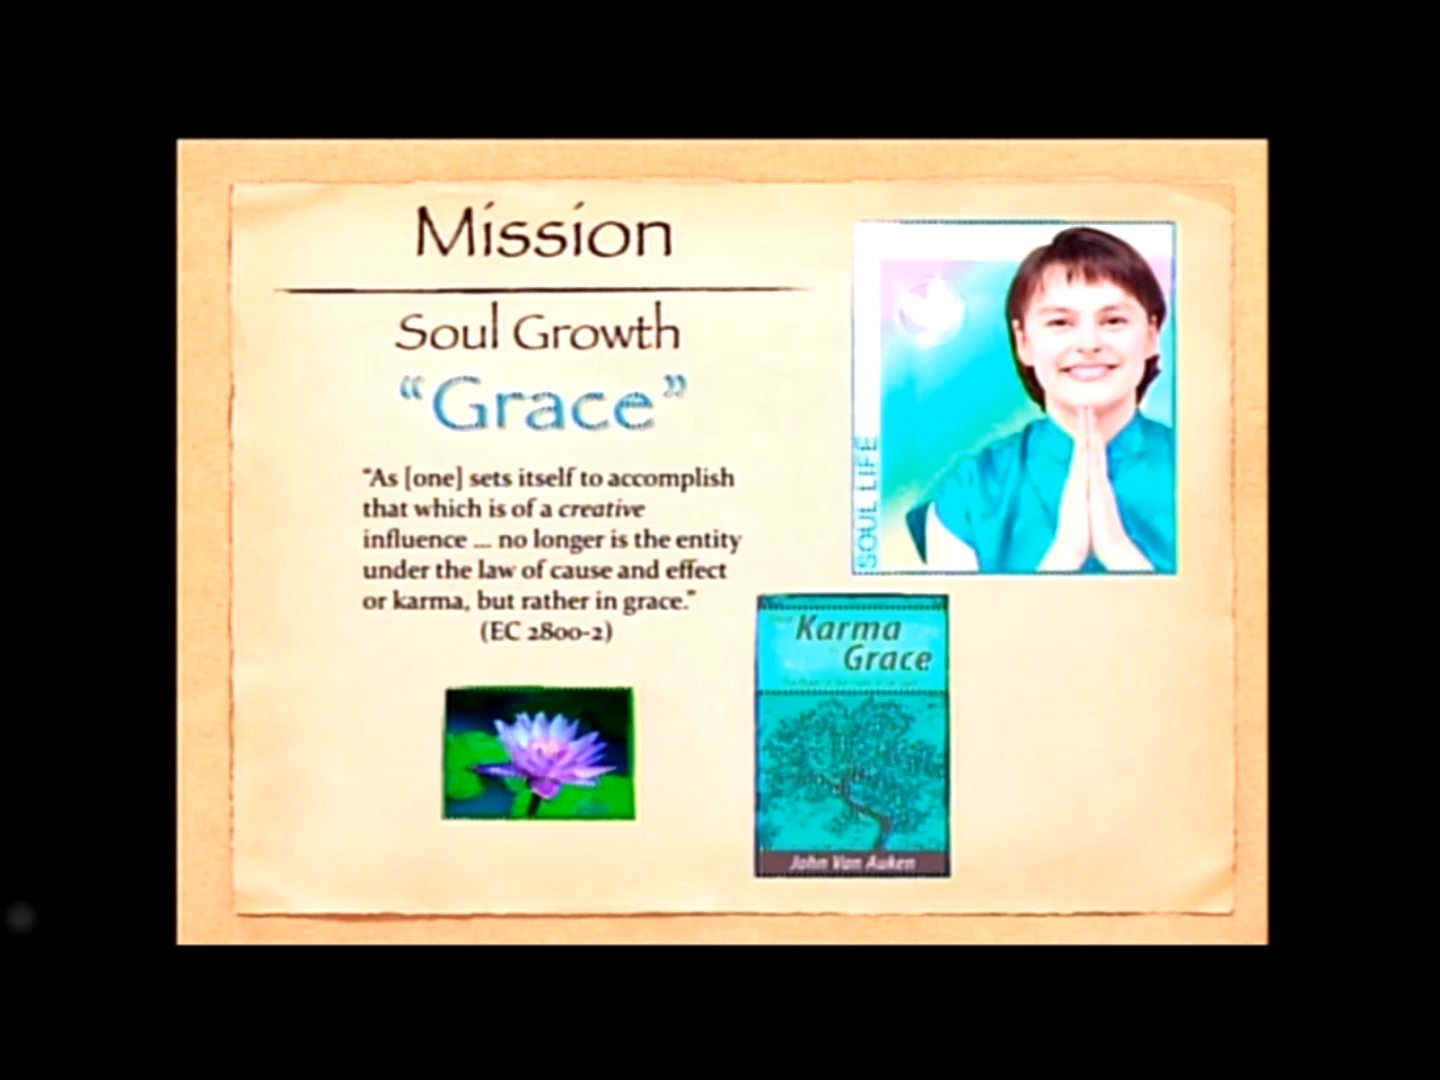 Mission
Soul Growth
“Grace”
“As [one] sets itself to accomplish
that which is of a creative
influence ... no longer is the entity
under the law of cause and effect
or karma, but rather in grace.”
(EC 2800-2)
SOUL LIFE
Karma
Grace
John Van Auken